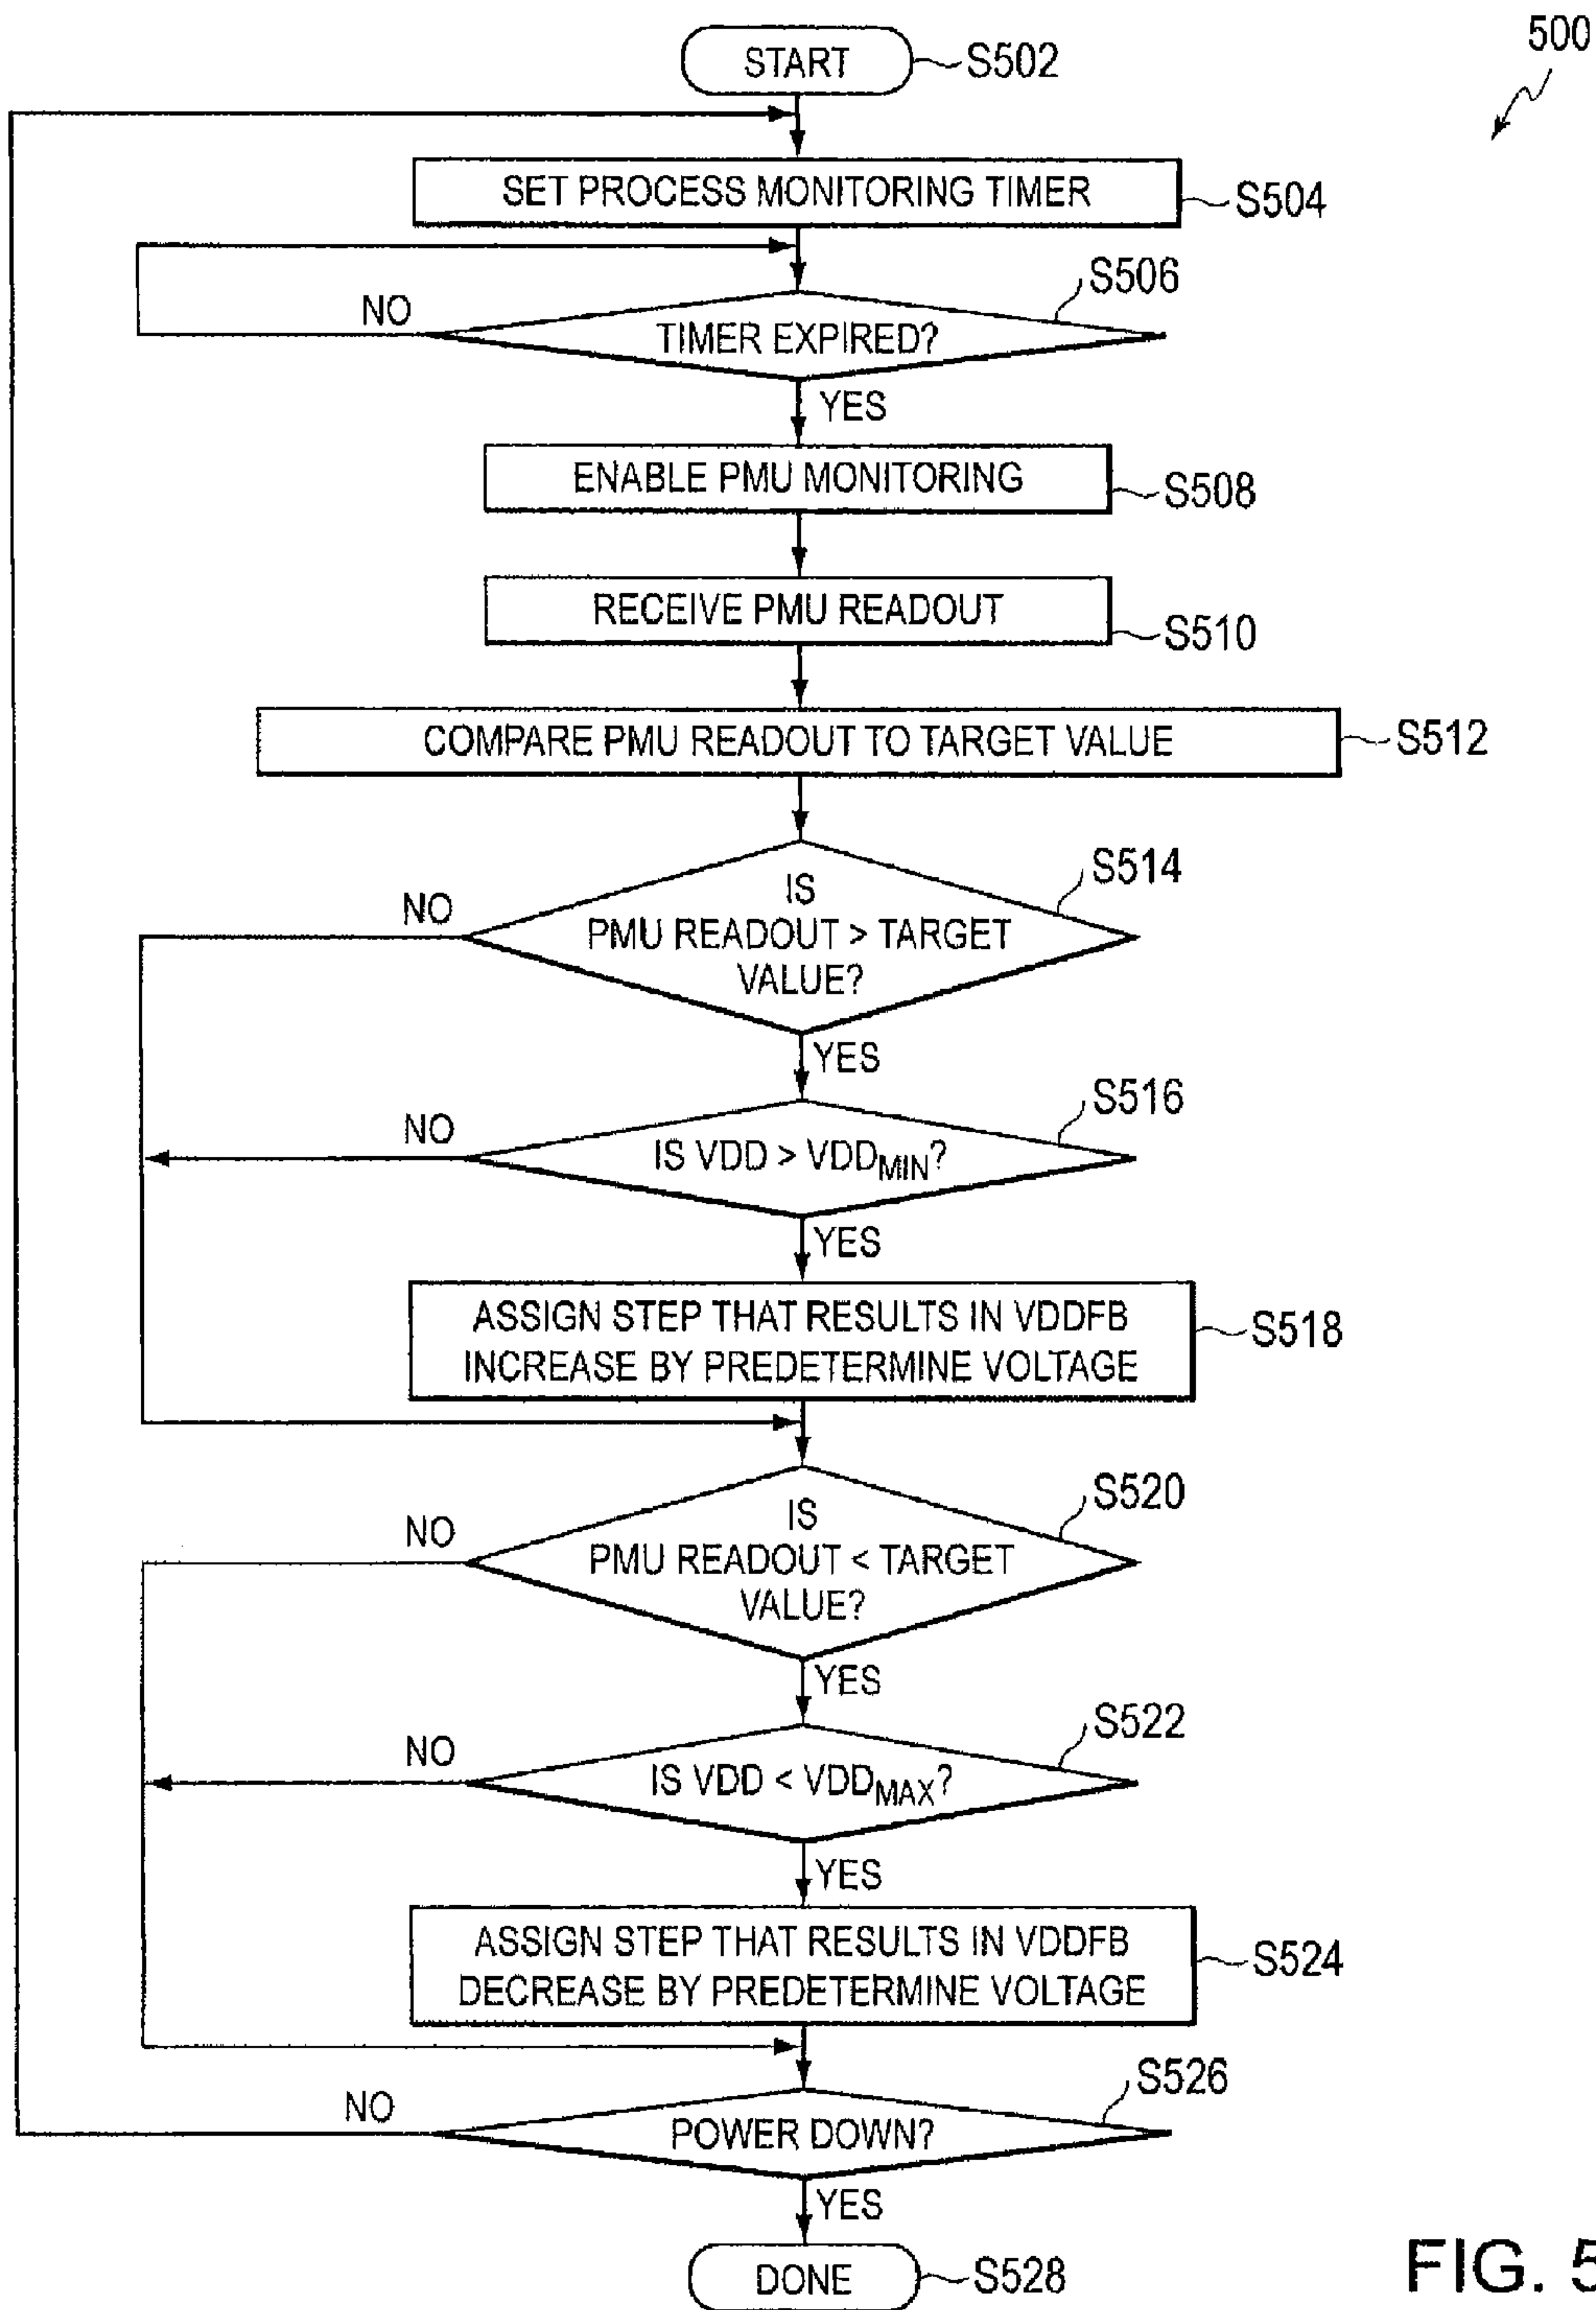 500
START
S502
SET PROCESS MONITORING TIMER
S504
S506
NO
TIMER EXPIRED?
YES
ENABLE PMU MONITORING
S508
RECEIVE PMU READOUT
S510
COMPARE PMU READOUT TO TARGET VALUE
S512
S514
NO
IS
PMU READOUT > TARGET
VALUE?
YES
S516
NO
IS VDD > VDDMIN?
YES
ASSIGN STEP THAT RESULTS IN VDDFB
INCREASE BY PREDETERMINE VOLTAGE
S518
S520
NO
IS
PMU READOUT < TARGET
VALUE?
YES
S522
NO
IS VDD < VDDMAX?
YES
ASSIGN STEP THAT RESULTS IN VDDFB
DECREASE BY PREDETERMINE VOLTAGE
S524
S526
NO
POWER DOWN?
YES
DONE
S528
FIG. 5